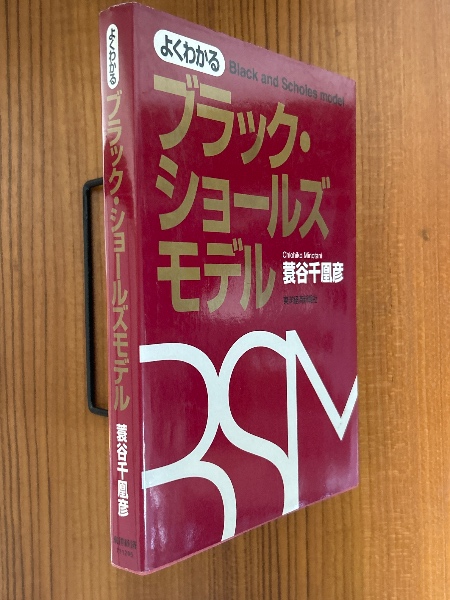 よくわかる
Black and Scholes model
ブラック・
ショールズ
モデル
Chiohiko Minotani
蓑谷千凰彦
東洋経済新報社
BSM
よくわかる
ブラック・ショールズモデル
蓑谷千凰彦